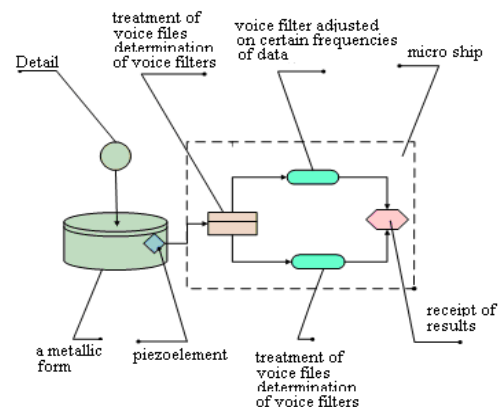 treatment of
voice files
determination
of voice filters
voice filter adjusted
on certain frequencies
of data
micro ship
Detail
a metallic
form
piezoelement
treatment of
voice files
determination
of voice filters
receipt of
results